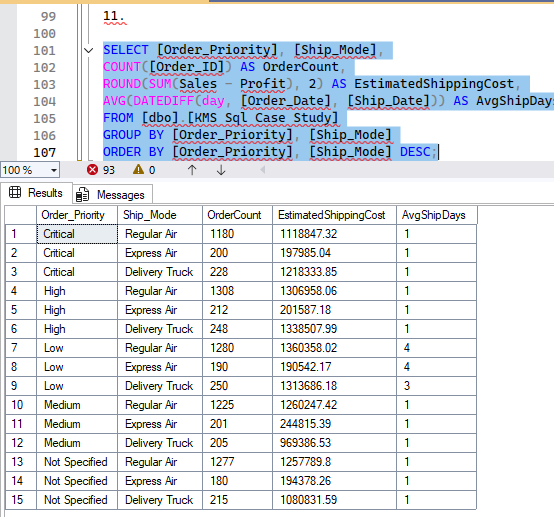 99 11.
100
101 SELECT [Order_Priority], [Ship_Mode],
102 COUNT([Order_ID]) AS OrderCount,
103 ROUND(SUM(Sales - Profit), 2) AS EstimatedShippingCost,
104 AVG(DATEDIFF(day, [Order_Date], [Ship_Date])) AS AvgShipDays
105 FROM [dbo].[KMS Sql Case Study]
106 GROUP BY [Order_Priority], [Ship_Mode]
107 ORDER BY [Order_Priority], [Ship_Mode] DESC;
100 % 93 0
Results Messages
Order_Priority Ship_Mode OrderCount EstimatedShippingCost AvgShipDays
1 Critical Regular Air 1180 1118847.32 1
2 Critical Express Air 200 197985.04 1
3 Critical Delivery Truck 228 1218333.85 1
4 High Regular Air 1308 1306958.06 1
5 High Express Air 212 201587.18 1
6 High Delivery Truck 248 1338507.99 1
7 Low Regular Air 1280 1360358.02 4
8 Low Express Air 190 190542.17 4
9 Low Delivery Truck 250 1313686.18 3
10 Medium Regular Air 1225 1260247.42 1
11 Medium Express Air 201 244815.39 1
12 Medium Delivery Truck 205 969386.53 1
13 Not Specified Regular Air 1277 1257789.8 1
14 Not Specified Express Air 180 194378.26 1
15 Not Specified Delivery Truck 215 1080831.59 1